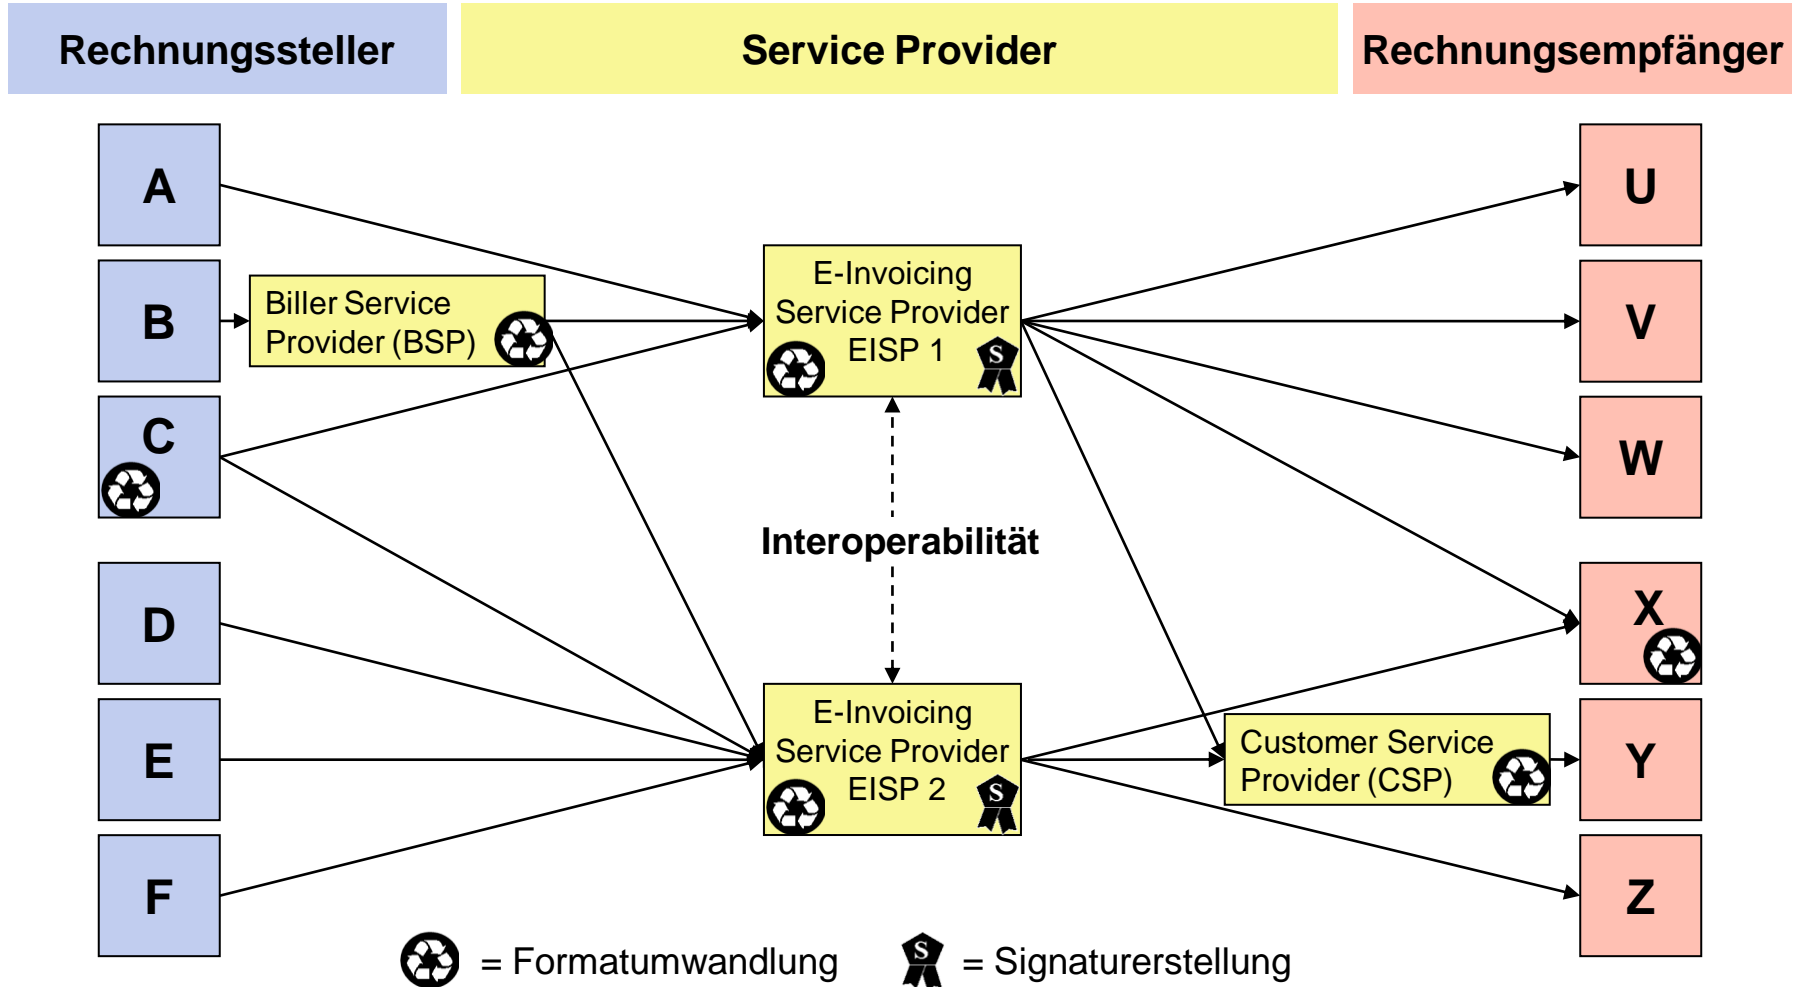 Rechnungssteller
Service Provider
Rechnungsempfänger
A
B
C
D
E
F
Biller Service
Provider (BSP)
E-Invoicing
Service Provider
EISP 1
S
Interoperabilität
E-Invoicing
Service Provider
EISP 2
S
Customer Service
Provider (CSP)
U
V
W
X
Y
Z
= Formatumwandlung
S
= Signaturerstellung